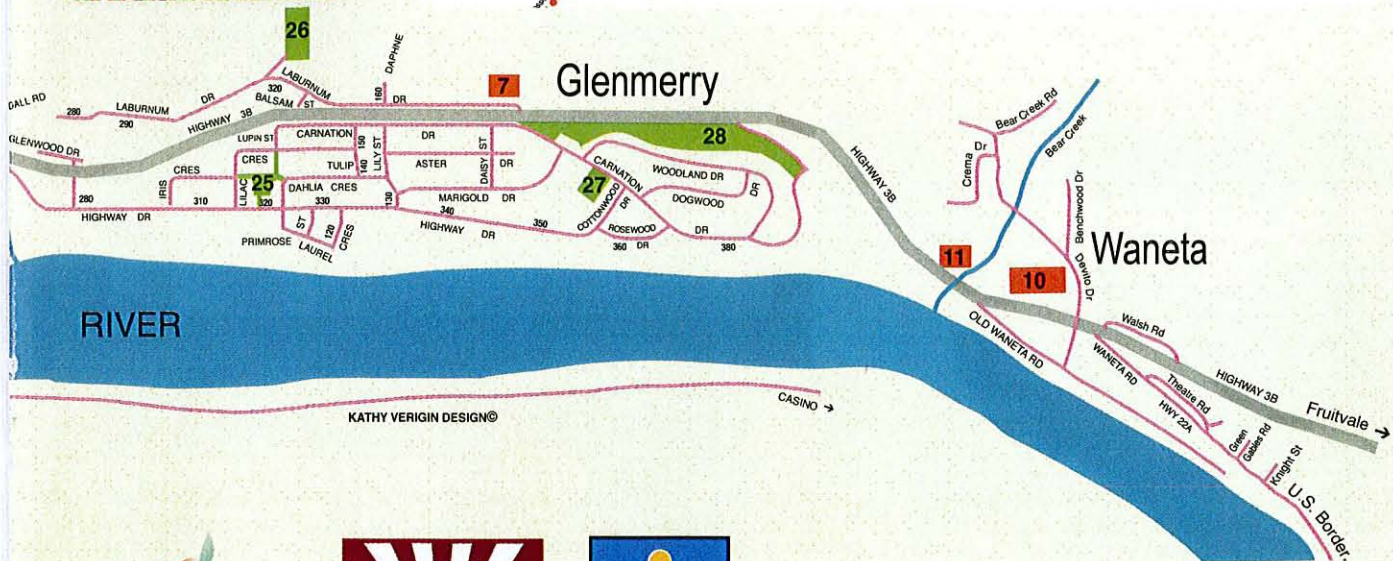 26
DAPHNE
7
Glenmerry
LABURNUM
320
BALSAM ST
160
DR
280
LABURNUM DR
290
HIGHWAY 3B
GLENWOOD DR
LUPIN ST
CARNATION DR
150
LILY ST
28
CRES
TULIP
140
ASTER DR
DAISY ST
CARNATION DR
WOODLAND DR
DR
HIGHWAY 3B
CRES
IRIS
25
LILAC
DAHLIA CRES
27
COTTONWOOD DR
DOGWOOD
280
310
320
330
130
MARIGOLD DR
HIGHWAY DR
340
HIGHWAY DR
350
ROSEWOOD DR
360
380
PRIMROSE ST
120
LAUREL CRES
Bear Creek Rd
Bear Creek
Crema Dr
Benchwood Dr
Waneta
11
10
Devito Dr
RIVER
OLD WANETA RD
Walsh Rd
WANETA RD
HIGHWAY 3B
Theatre Rd
HWY 22A
Fruitvale →
CASINO →
KATHY VERIGIN DESIGN©
Green Gables Rd
Knight St
U.S. Border